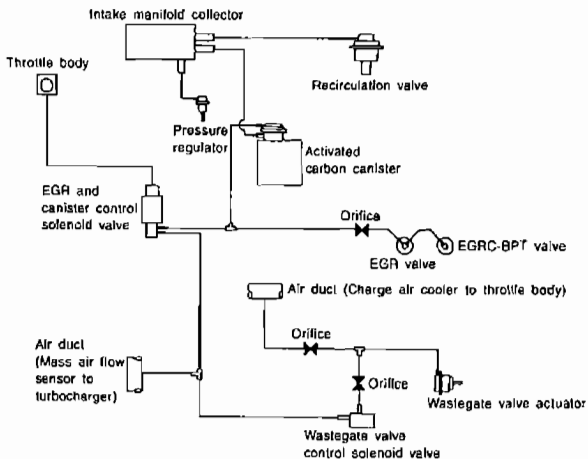 Intake manifold collector
Throttle body
Recirculation valve
Pressure
regulator
Activated
carbon canister
EGR and
canister control
solenoid valve
Orifice
EGRC-BPT valve
EGR valve
Air duct (Charge air cooler to throttle body)
Orifice
Air duct
(Mass air flow
sensor to
turbocharger)
Orifice
Wastegate valve actuator
Wastegate valve
control solenoid valve